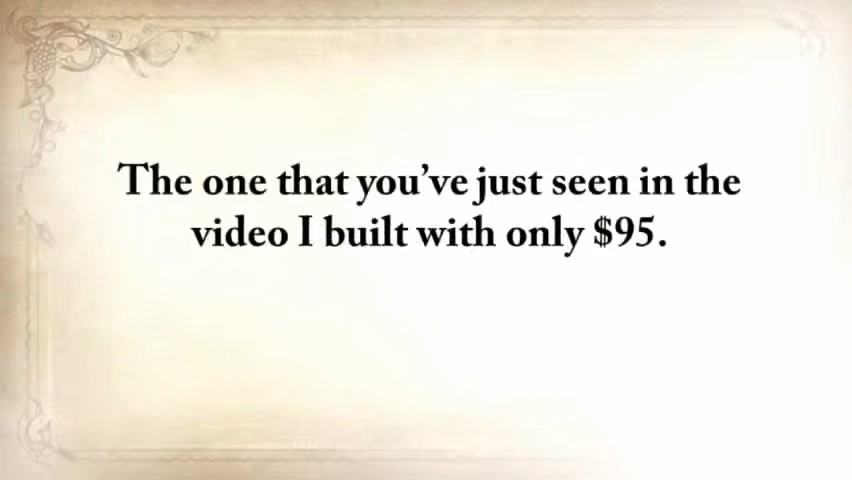 The one that you’ve just seen in the
video I built with only $95.